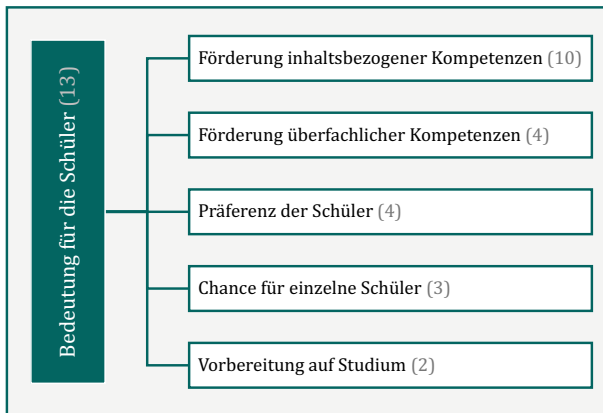 Bedeutung für die Schüler (13)
Förderung inhaltsbezogener Kompetenzen (10)
Förderung überfachlicher Kompetenzen (4)
Präferenz der Schüler (4)
Chance für einzelne Schüler (3)
Vorbereitung auf Studium (2)